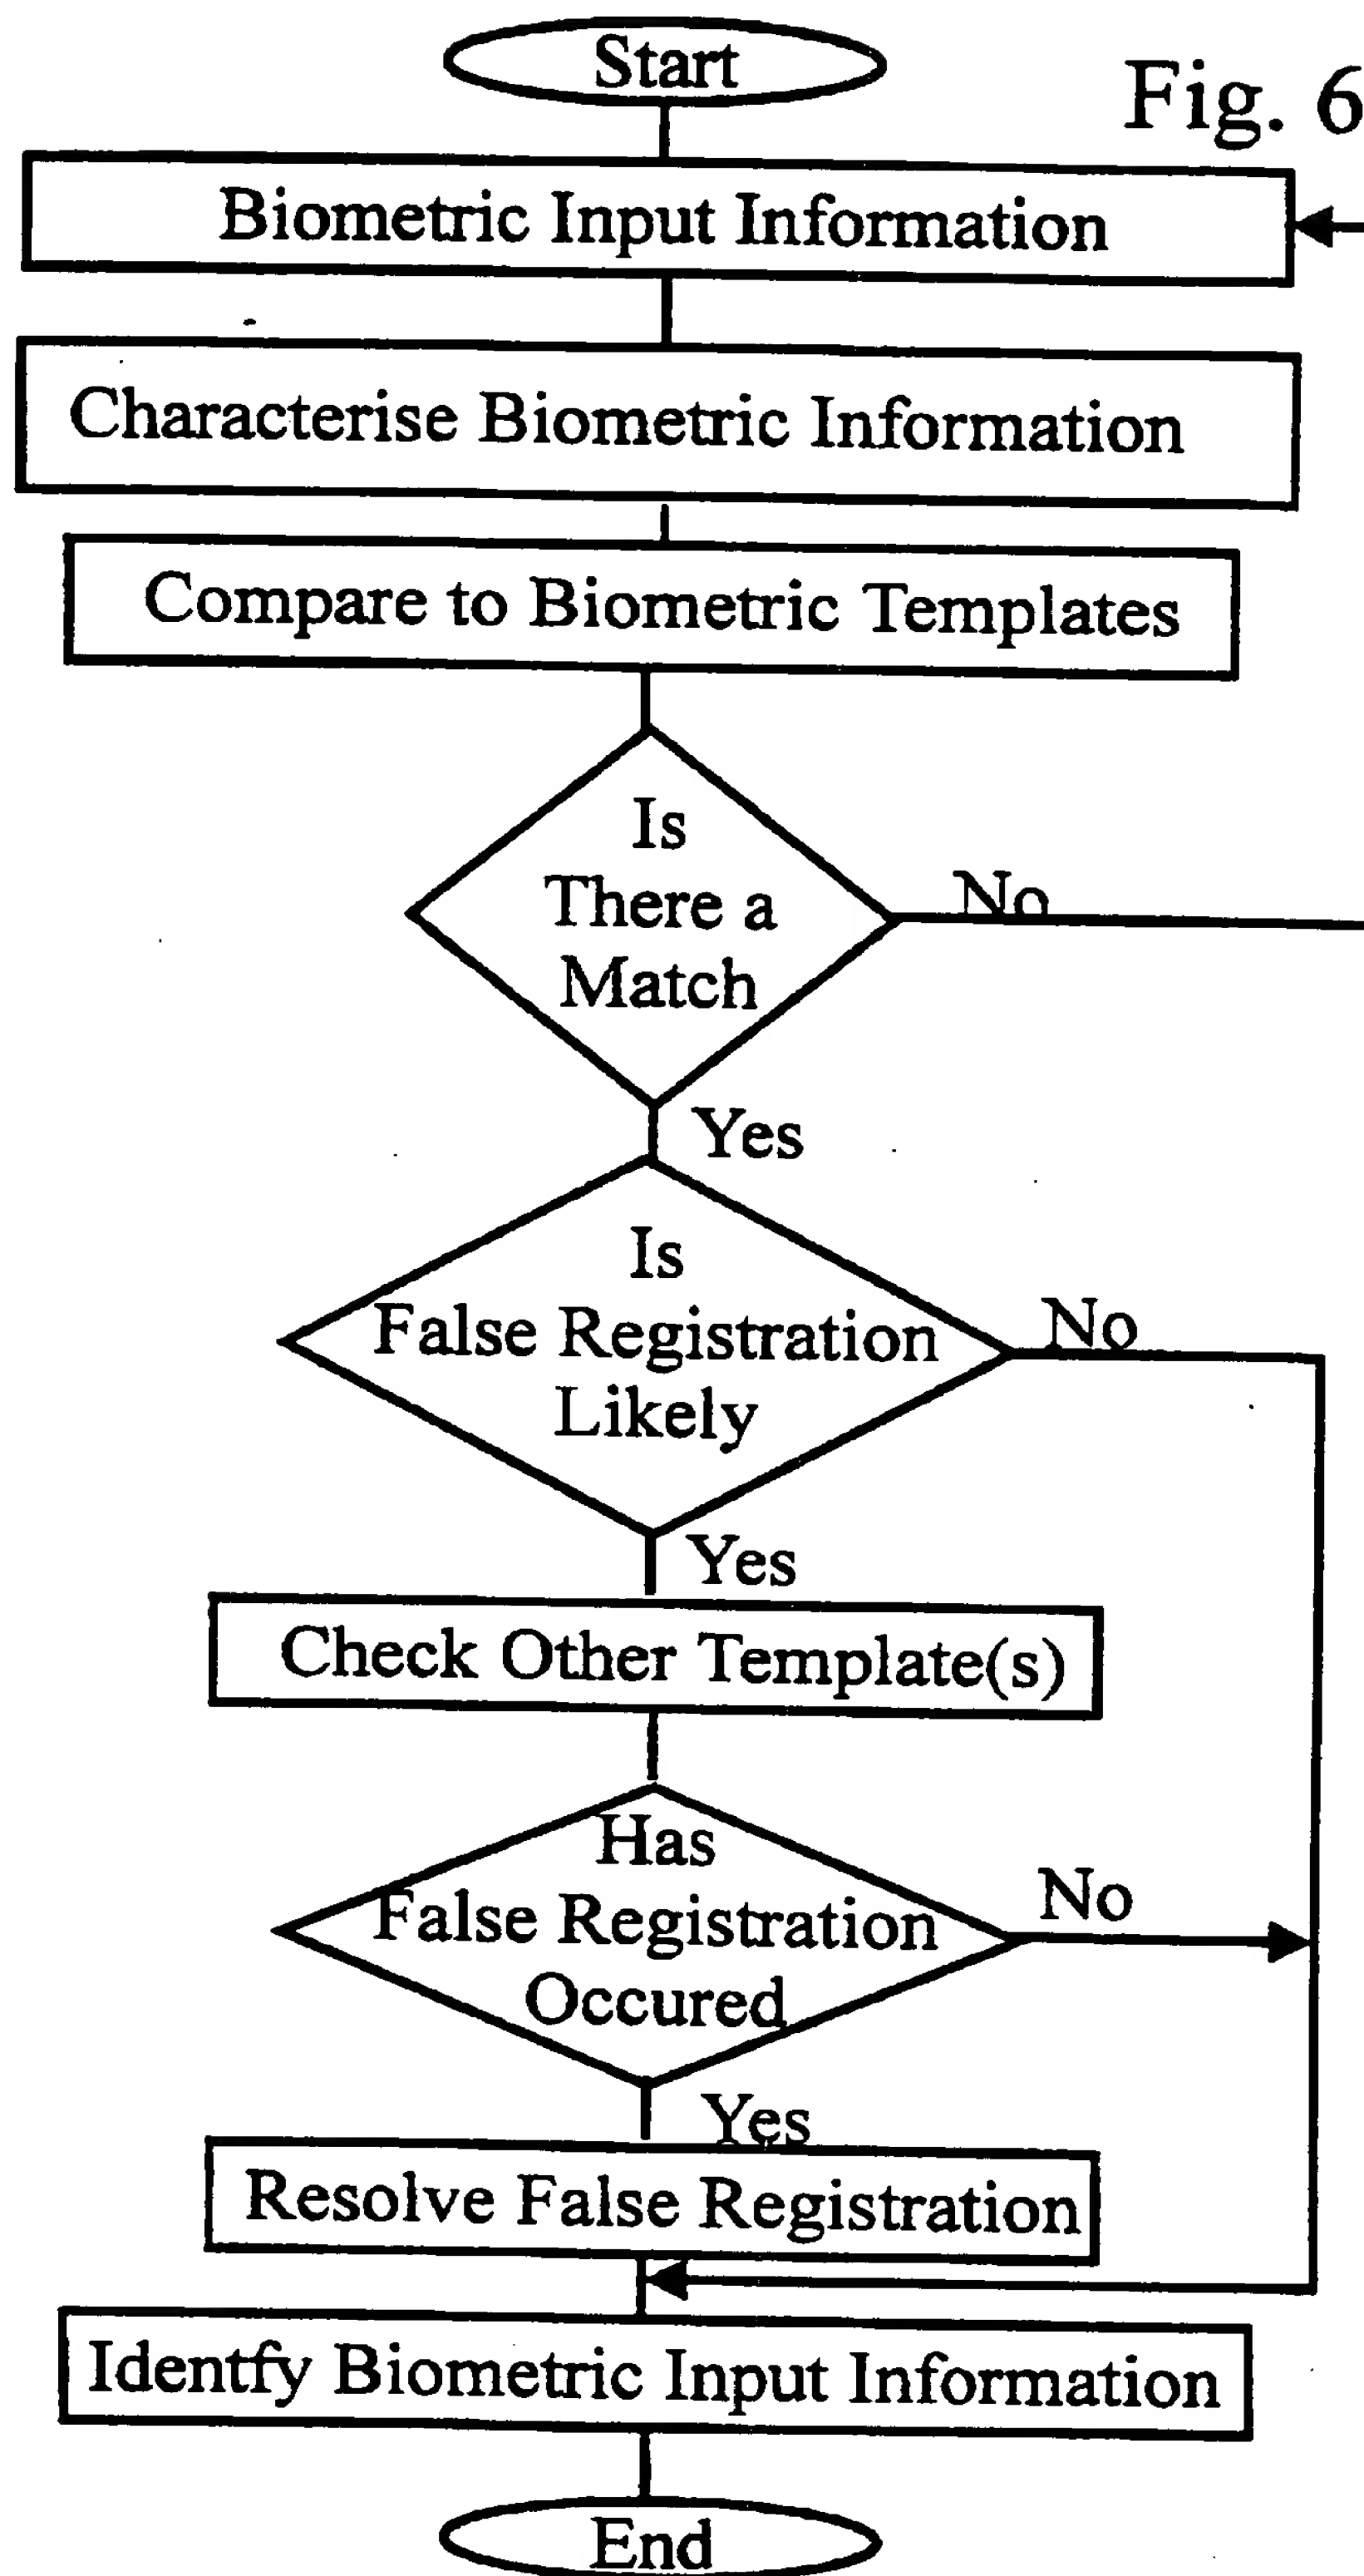 Start
Fig. 6
Biometric Input Information
Characterise Biometric Information
Compare to Biometric Templates
Is
There a
Match
No
Yes
Is
False Registration
Likely
No
Yes
Check Other Template(s)
Has
False Registration
Occured
No
Yes
Resolve False Registration
Identfy Biometric Input Information
End